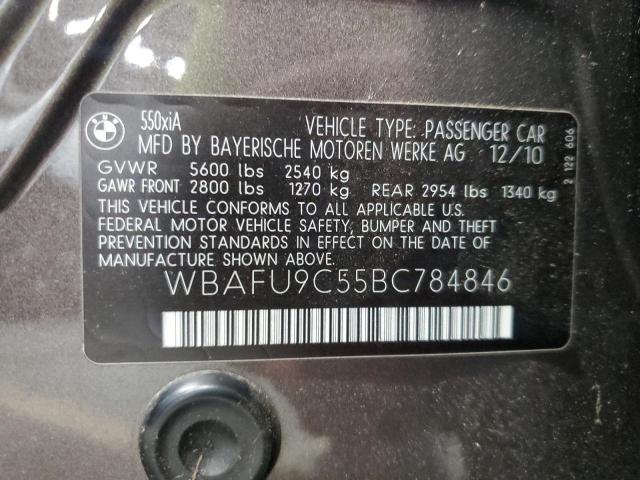 BMW
550xiA
VEHICLE TYPE: PASSENGER CAR
MFD BY BAYERISCHE MOTOREN WERKE AG 12/10
GVWR 5600 lbs 2540 kg
GAWR FRONT 2800 lbs 1270 kg REAR 2954 lbs 1340 kg
THIS VEHICLE CONFORMS TO ALL APPLICABLE U.S.
FEDERAL MOTOR VEHICLE SAFETY, BUMPER AND THEFT
PREVENTION STANDARDS IN EFFECT ON THE DATE OF
MANUFACTURE SHOWN ABOVE:
WBAFU9C55BC784846
2 122 606